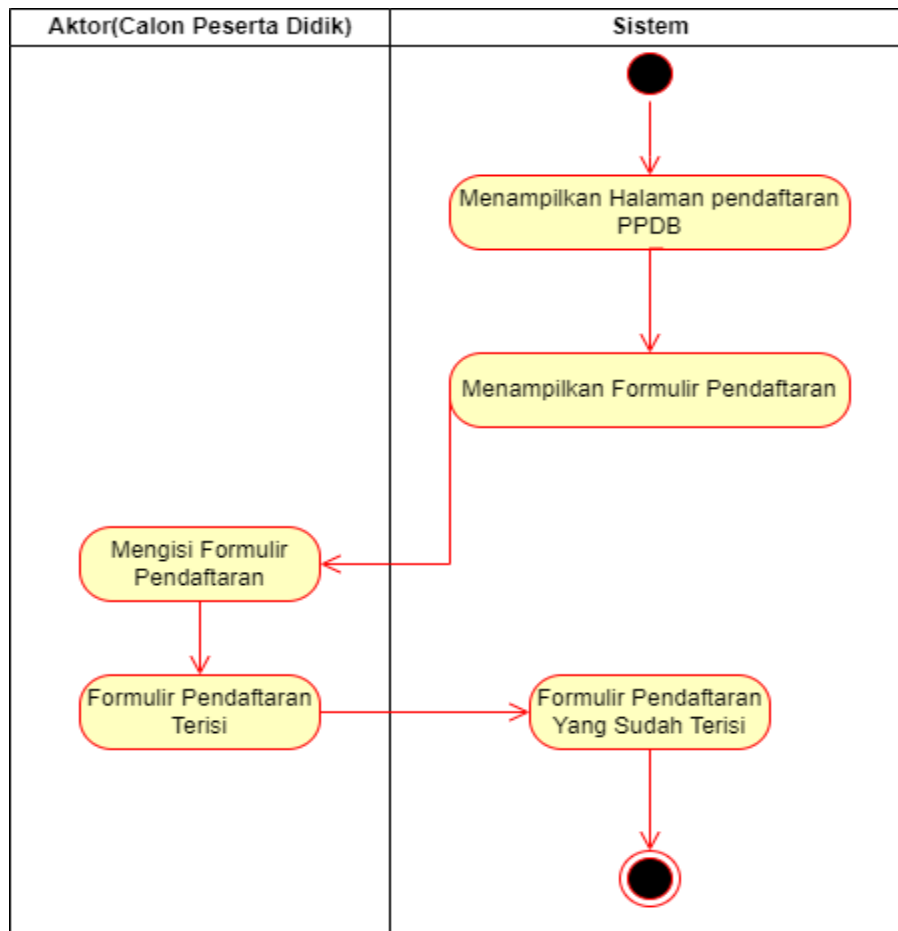 Aktor(Calon Peserta Didik)
Sistem
Menampilkan Halaman pendaftaran
PPDB
Menampilkan Formulir Pendaftaran
Mengisi Formulir
Pendaftaran
Formulir Pendaftaran
Terisi
Formulir Pendaftaran
Yang Sudah Terisi